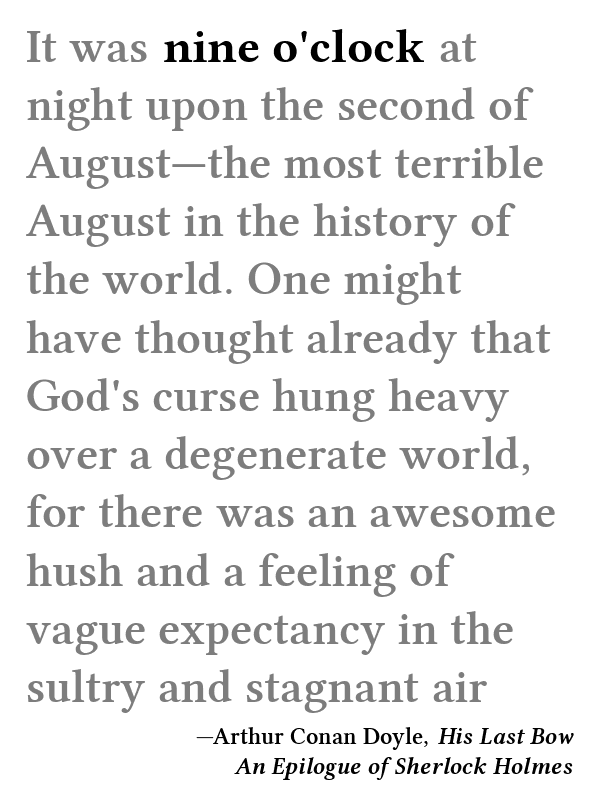 It was nine o'clock at
night upon the second of
August—the most terrible
August in the history of
the world. One might
have thought already that
God's curse hung heavy
over a degenerate world,
for there was an awesome
hush and a feeling of
vague expectancy in the
sultry and stagnant air
—Arthur Conan Doyle, His Last Bow
An Epilogue of Sherlock Holmes